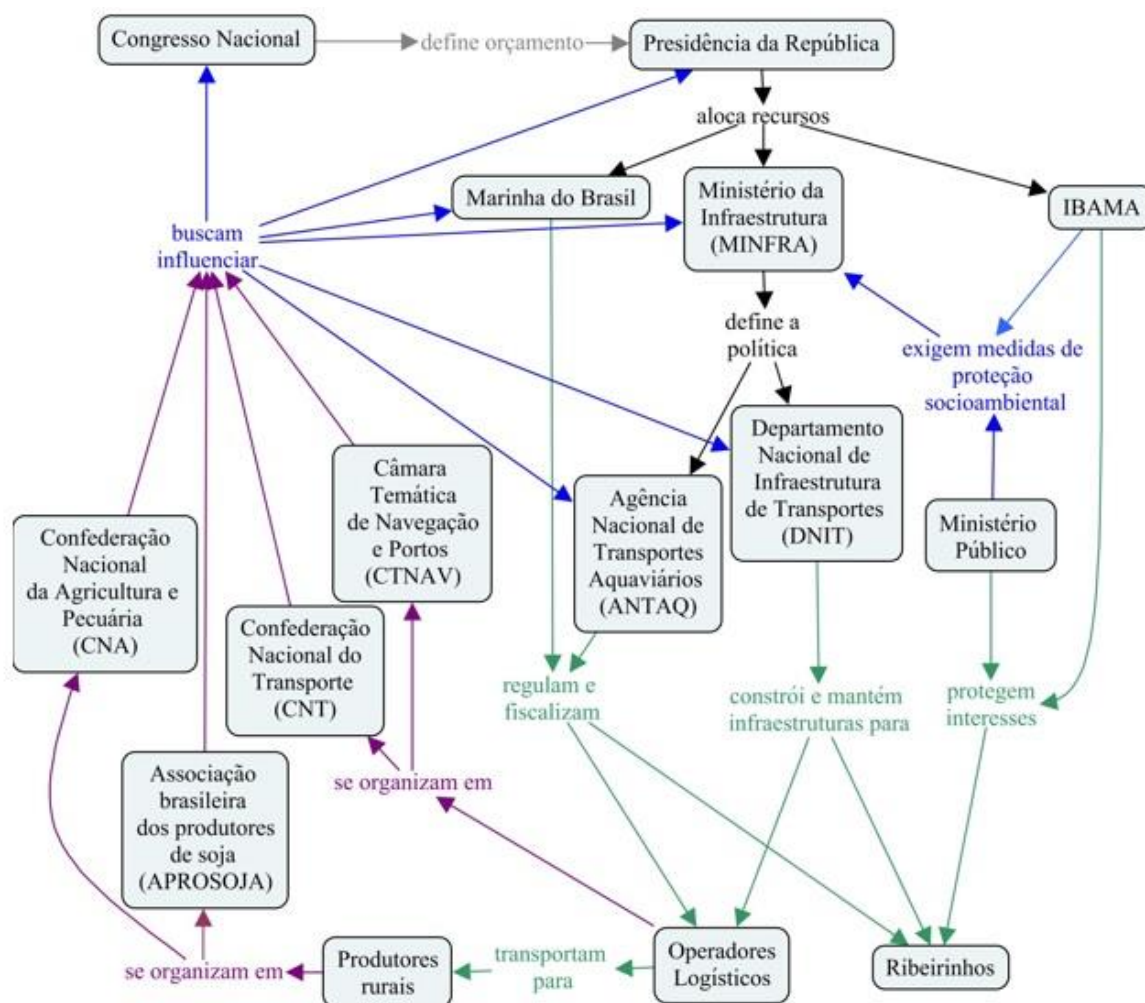 Congresso Nacional
define orçamento
Presidência da República
aloca recursos
Marinha do Brasil
Ministério da
Infraestrutura
(MINFRA)
IBAMA
buscam
influenciar
define a
política
exigem medidas de
proteção
socioambiental
Departamento
Nacional de
Infraestrutura
de Transportes
(DNIT)
Câmara
Temática
de Navegação
e Portos
(CTNAV)
Agência
Nacional de
Transportes
Aquaviários
(ANTAQ)
Ministério
Público
Confederação
Nacional
da Agricultura e
Pecuária
(CNA)
Confederação
Nacional do
Transporte
(CNT)
regulam e
fiscalizam
constrói e mantém
infraestruturas para
protegem
interesses
Associação
brasileira
dos produtores
de soja
(APROSOJA)
se organizam em
se organizam em
Produtores
rurais
transportam
para
Operadores
Logísticos
Ribeirinhos